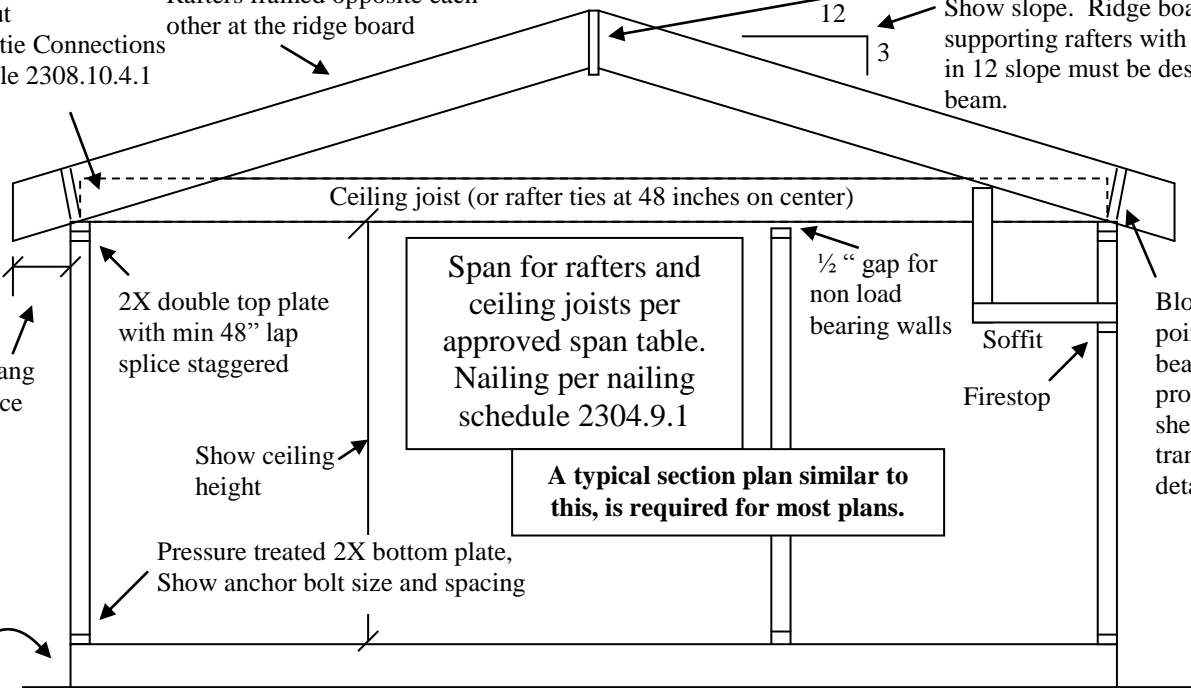 Rafters framed opposite each
other at the ridge board
tie Connections
2308.10.4.1
12
3
Show slope. Ridge
supporting rafters with
in 12 slope must be
beam.
Ceiling joist (or rafter ties at 48 inches on center)
2X double top plate
with min 48” lap
splice staggered
Span for rafters and
ceiling joists per
approved span table.
Nailing per nailing
schedule 2304.9.1
½ “ gap for
non load
bearing walls
Soffit
Firestop
Show ceiling
height
A typical section plan similar to
this, is required for most plans.
Pressure treated 2X bottom plate,
Show anchor bolt size and spacing